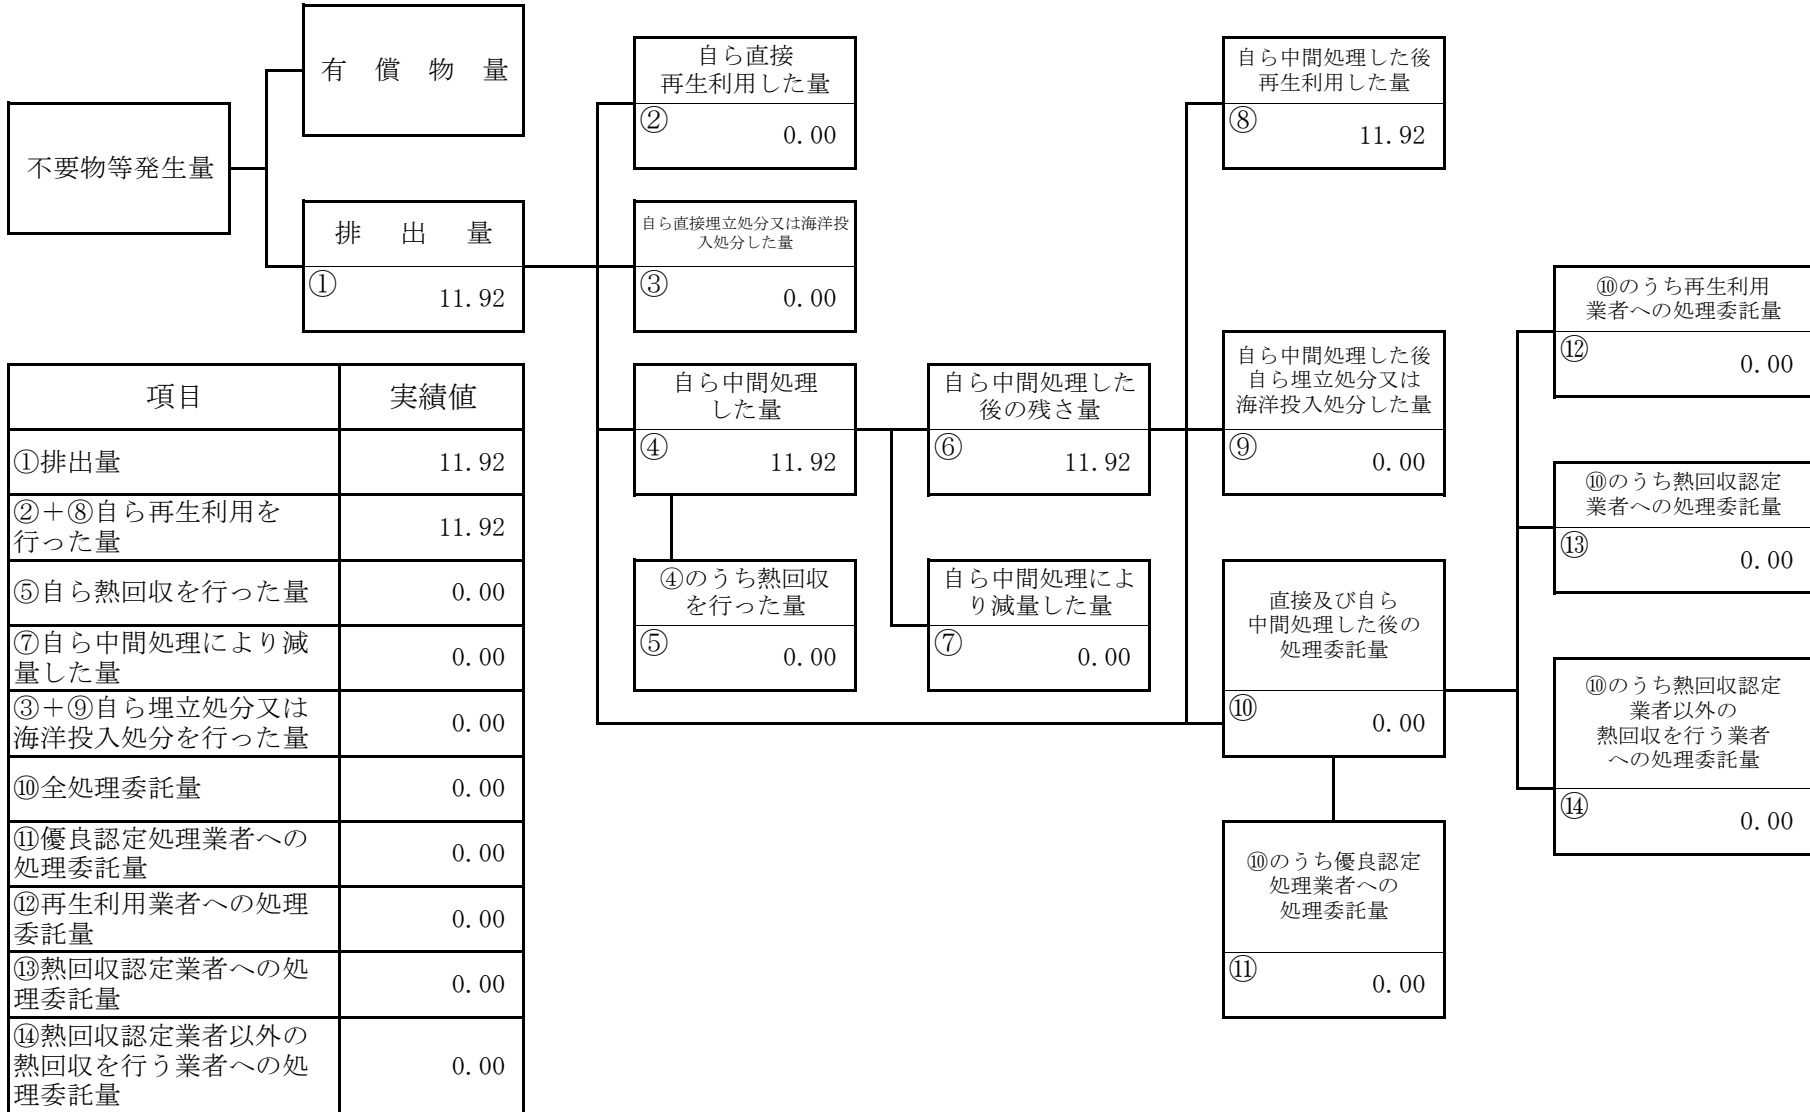 不要物等発生量
有償物量
排出量
①
11.92
自ら直接
再生利用した量
②
0.00
自ら直接埋立処分又は海洋投
入処分した量
③
0.00
自ら中間処理
した量
④
11.92
④のうち熱回収
を行った量
⑤
0.00
自ら中間処理した
後の残さ量
⑥
11.92
自ら中間処理によ
り減量した量
⑦
0.00
自ら中間処理した後
再生利用した量
⑧
11.92
自ら中間処理した後
自ら埋立処分又は
海洋投入処分した量
⑨
0.00
直接及び自ら
中間処理した後の
処理委託量
⑩
0.00
⑩のうち優良認定
処理業者への
処理委託量
⑪
0.00
⑩のうち再生利用
業者への処理委託量
⑫
0.00
⑩のうち熱回収認定
業者への処理委託量
⑬
0.00
⑩のうち熱回収認定
業者以外の
熱回収を行う業者
への処理委託量
⑭
0.00
項目 実績値
①排出量 11.92
②＋⑧自ら再生利用を
行った量 11.92
⑤自ら熱回収を行った量 0.00
⑦自ら中間処理により減
量した量 0.00
③＋⑨自ら埋立処分又は
海洋投入処分を行った量 0.00
⑩全処理委託量 0.00
⑪優良認定処理業者への
処理委託量 0.00
⑫再生利用業者への処理
委託量 0.00
⑬熱回収認定業者への処
理委託量 0.00
⑭熱回収認定業者以外の
熱回収を行う業者への処 0.00
理委託量